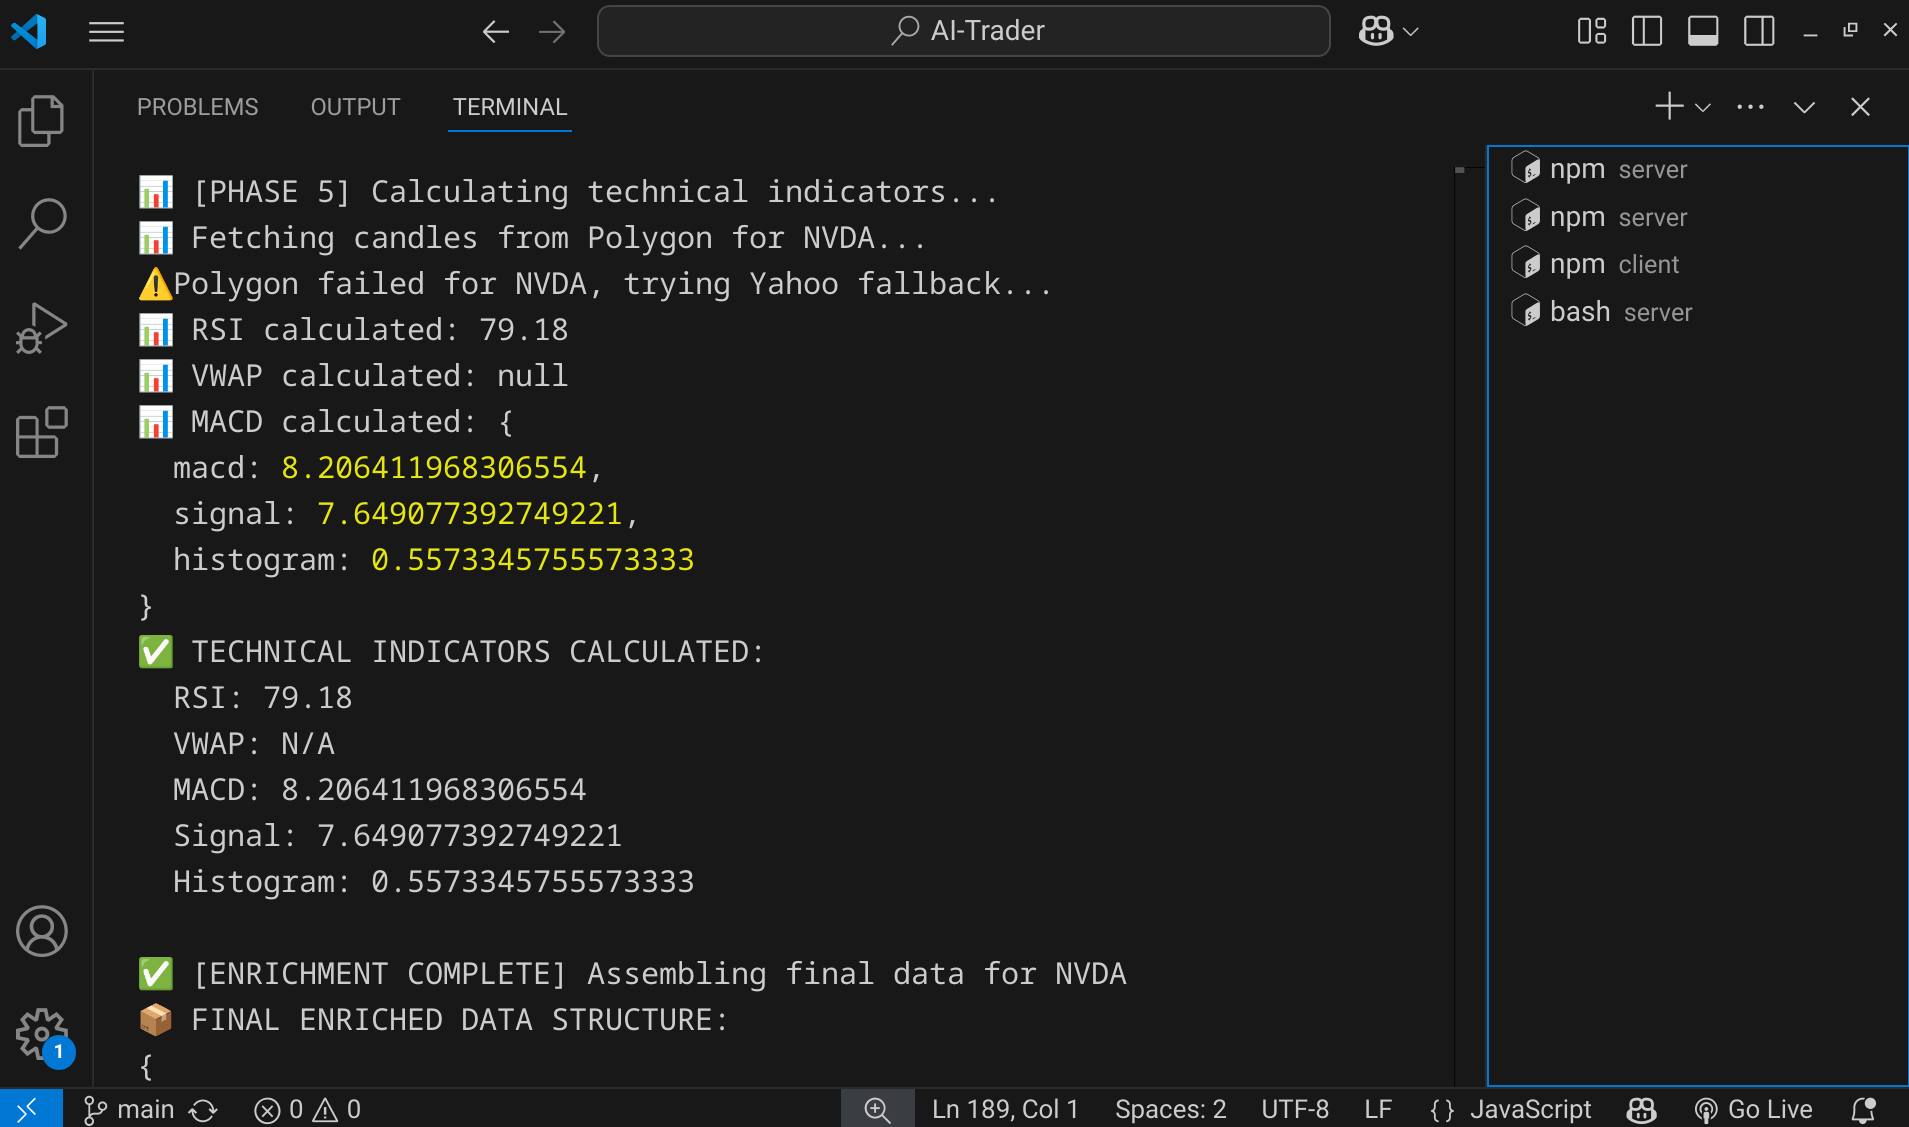 AI-Trader
PROBLEMS OUTPUT TERMINAL
📊 [PHASE 5] Calculating technical indicators...
📊 Fetching candles from Polygon for NVDA...
⚠️Polygon failed for NVDA, trying Yahoo fallback...
📊 RSI calculated: 79.18
📊 VWAP calculated: null
📊 MACD calculated: {
macd: 8.206411968306554,
signal: 7.649077392749221,
histogram: 0.5573345755573333
}
✅ TECHNICAL INDICATORS CALCULATED:
RSI: 79.18
VWAP: N/A
MACD: 8.206411968306554
Signal: 7.649077392749221
Histogram: 0.5573345755573333
✅ [ENRICHMENT COMPLETE] Assembling final data for NVDA
📦 FINAL ENRICHED DATA STRUCTURE:
{
npm server
npm server
npm client
bash server
1
main 0 0 Ln 189, Col 1 Spaces: 2 UTF-8 LF {} JavaScript Go Live